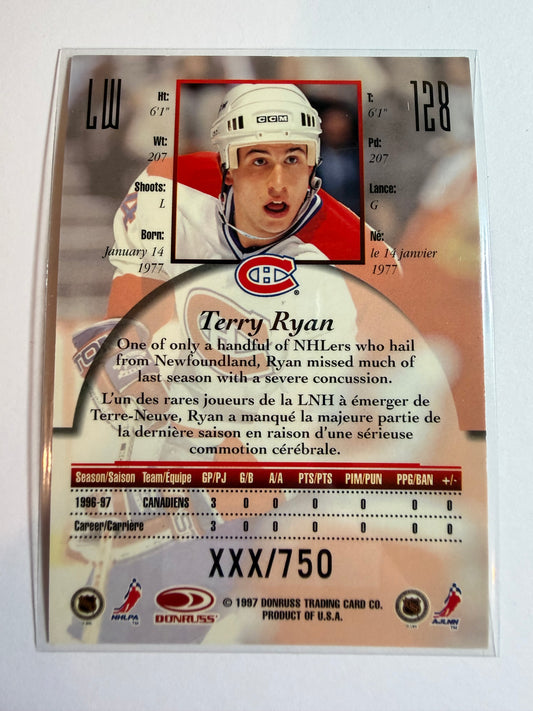 LW
128
Ht:
6'1"
Wt:
207
Shoots:
L
Born:
January 14
1977
T:
6'1"
Pd:
207
Lance:
G
Né:
le 14 janvier
1977
CCM
4
®
Terry Ryan
One of only a handful of NHLers who hail
from Newfoundland, Ryan missed much of
last season with a severe concussion.
L'un des rares joueurs de la LNH à émerger de
Terre-Neuve, Ryan a manqué la majeure partie de
la dernière saison en raison d'une sérieuse
commotion cérébrale.
Season/Saison Team/Équipe GP/PJ G/B A/A PTS/PTS PIM/PUN PPG/BAN +/-
1996-97 CANADIENS 3 0 0 0 0 0 0
Career/Carrière 3 0 0 0 0 0 0
XXX/750
NHLPA
TM
DONRUSS®
© 1997 DONRUSS TRADING CARD CO.
PRODUCT OF U.S.A.
AJLNH
TM